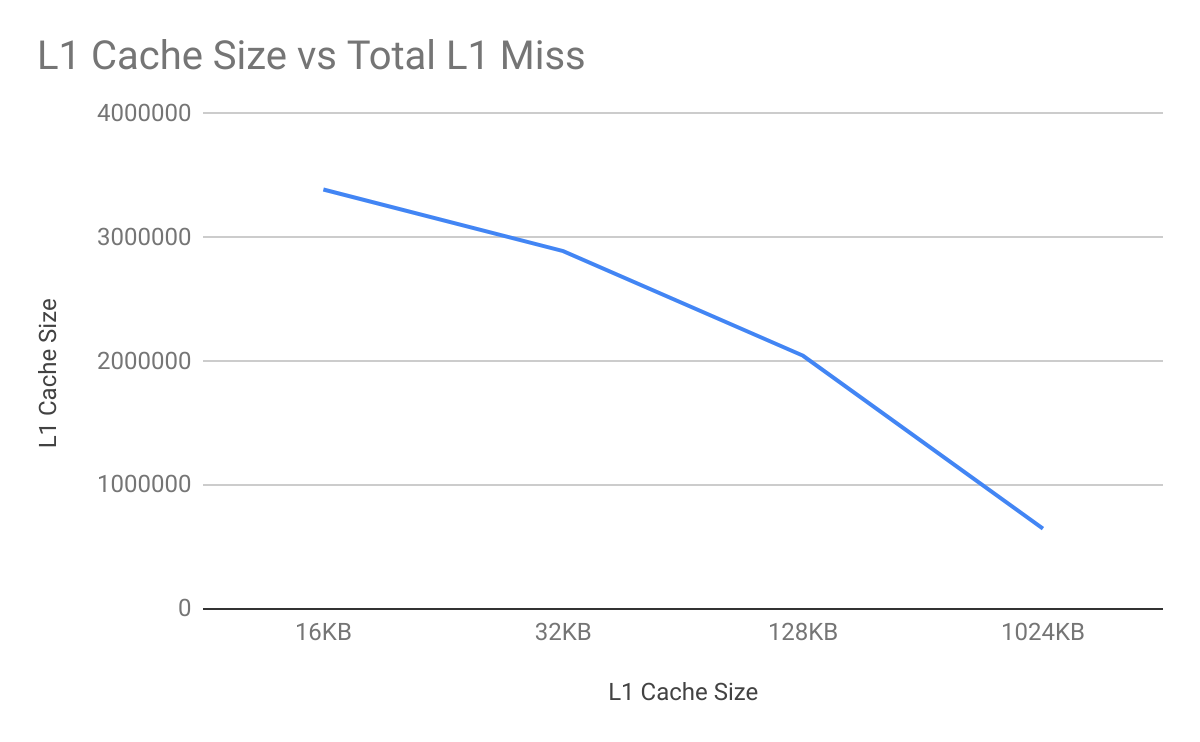 L1 Cache Size vs Total L1 Miss
4000000
3000000
2000000
1000000
0
L1 Cache Size
16KB 32KB 128KB 1024KB
L1 Cache Size